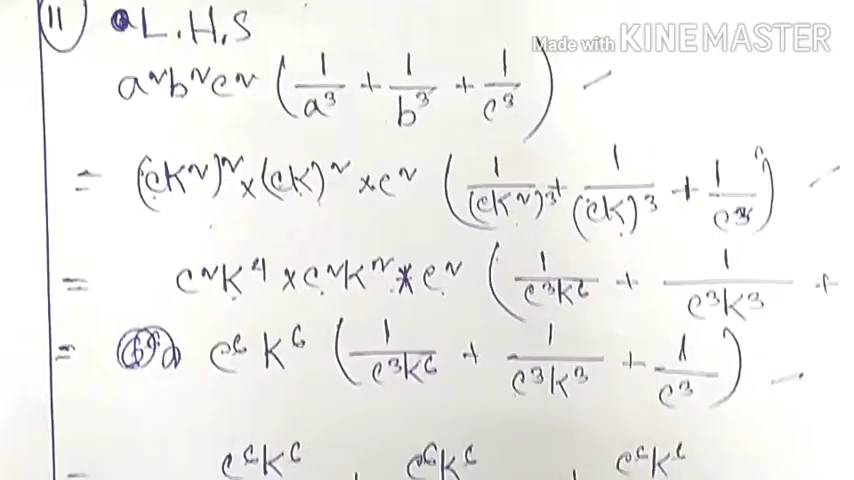 Made with KINEMASTER
11 L.H.S
a²b²c² (1/a³ + 1/b³ + 1/c³)
= (ck²)² × (ck)² × c² (1/(ck²)³ + 1/(ck)³ + 1/c³)
= c²k⁴ × c²k² × c² (1/c³k⁶ + 1/c³k³ +
= c⁶k⁶ (1/c³k⁶ + 1/c³k³ + 1/c³)
= c⁶k⁶ + c⁶k⁶ + c⁶k⁶